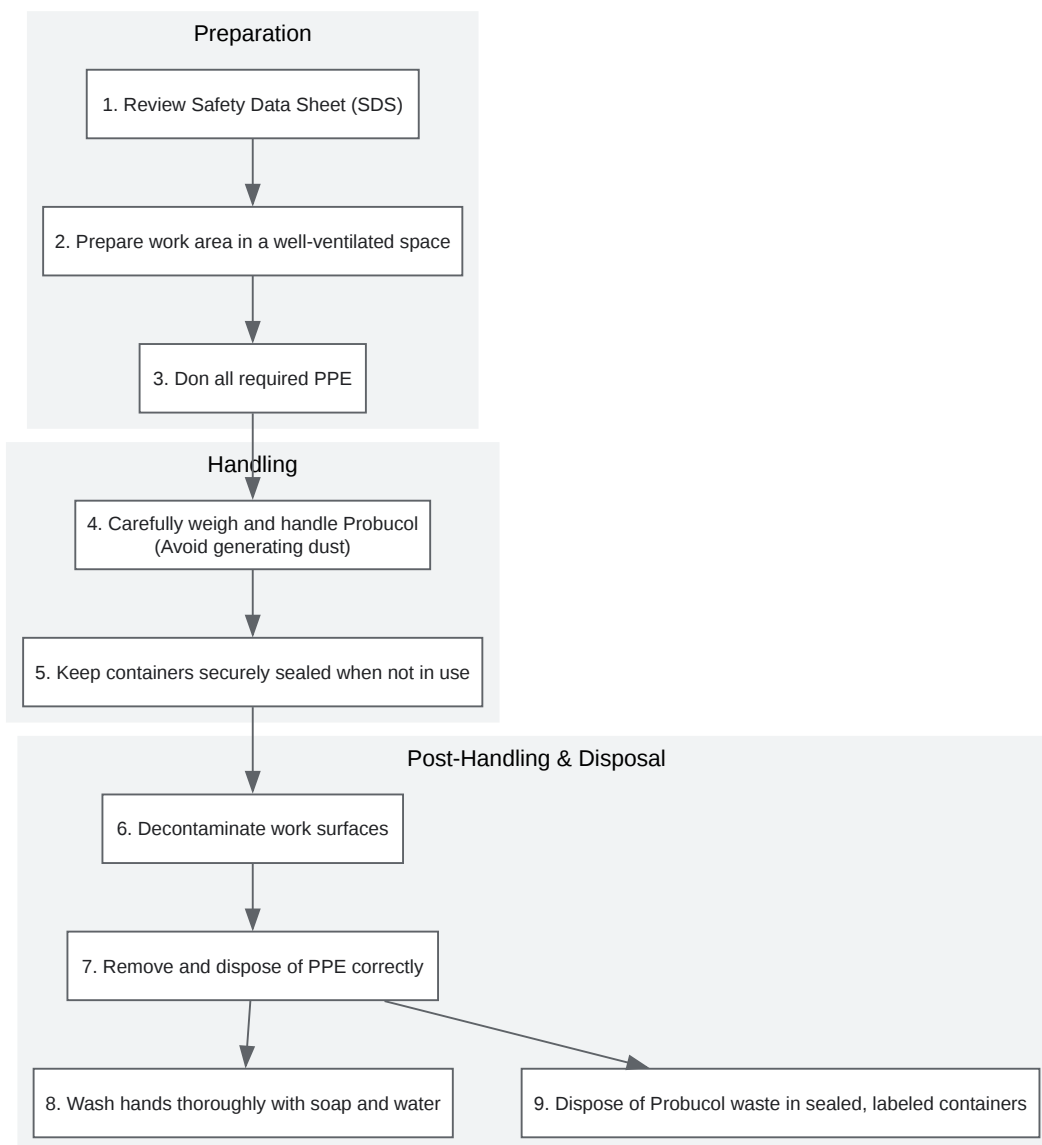 Preparation
1. Review Safety Data Sheet (SDS)
2. Prepare work area in a well-ventilated space
3. Don all required PPE
Handling
4. Carefully weigh and handle Probucol
(Avoid generating dust)
5. Keep containers securely sealed when not in use
Post-Handling & Disposal
6. Decontaminate work surfaces
7. Remove and dispose of PPE correctly
8. Wash hands thoroughly with soap and water
9. Dispose of Probucol waste in sealed, labeled containers